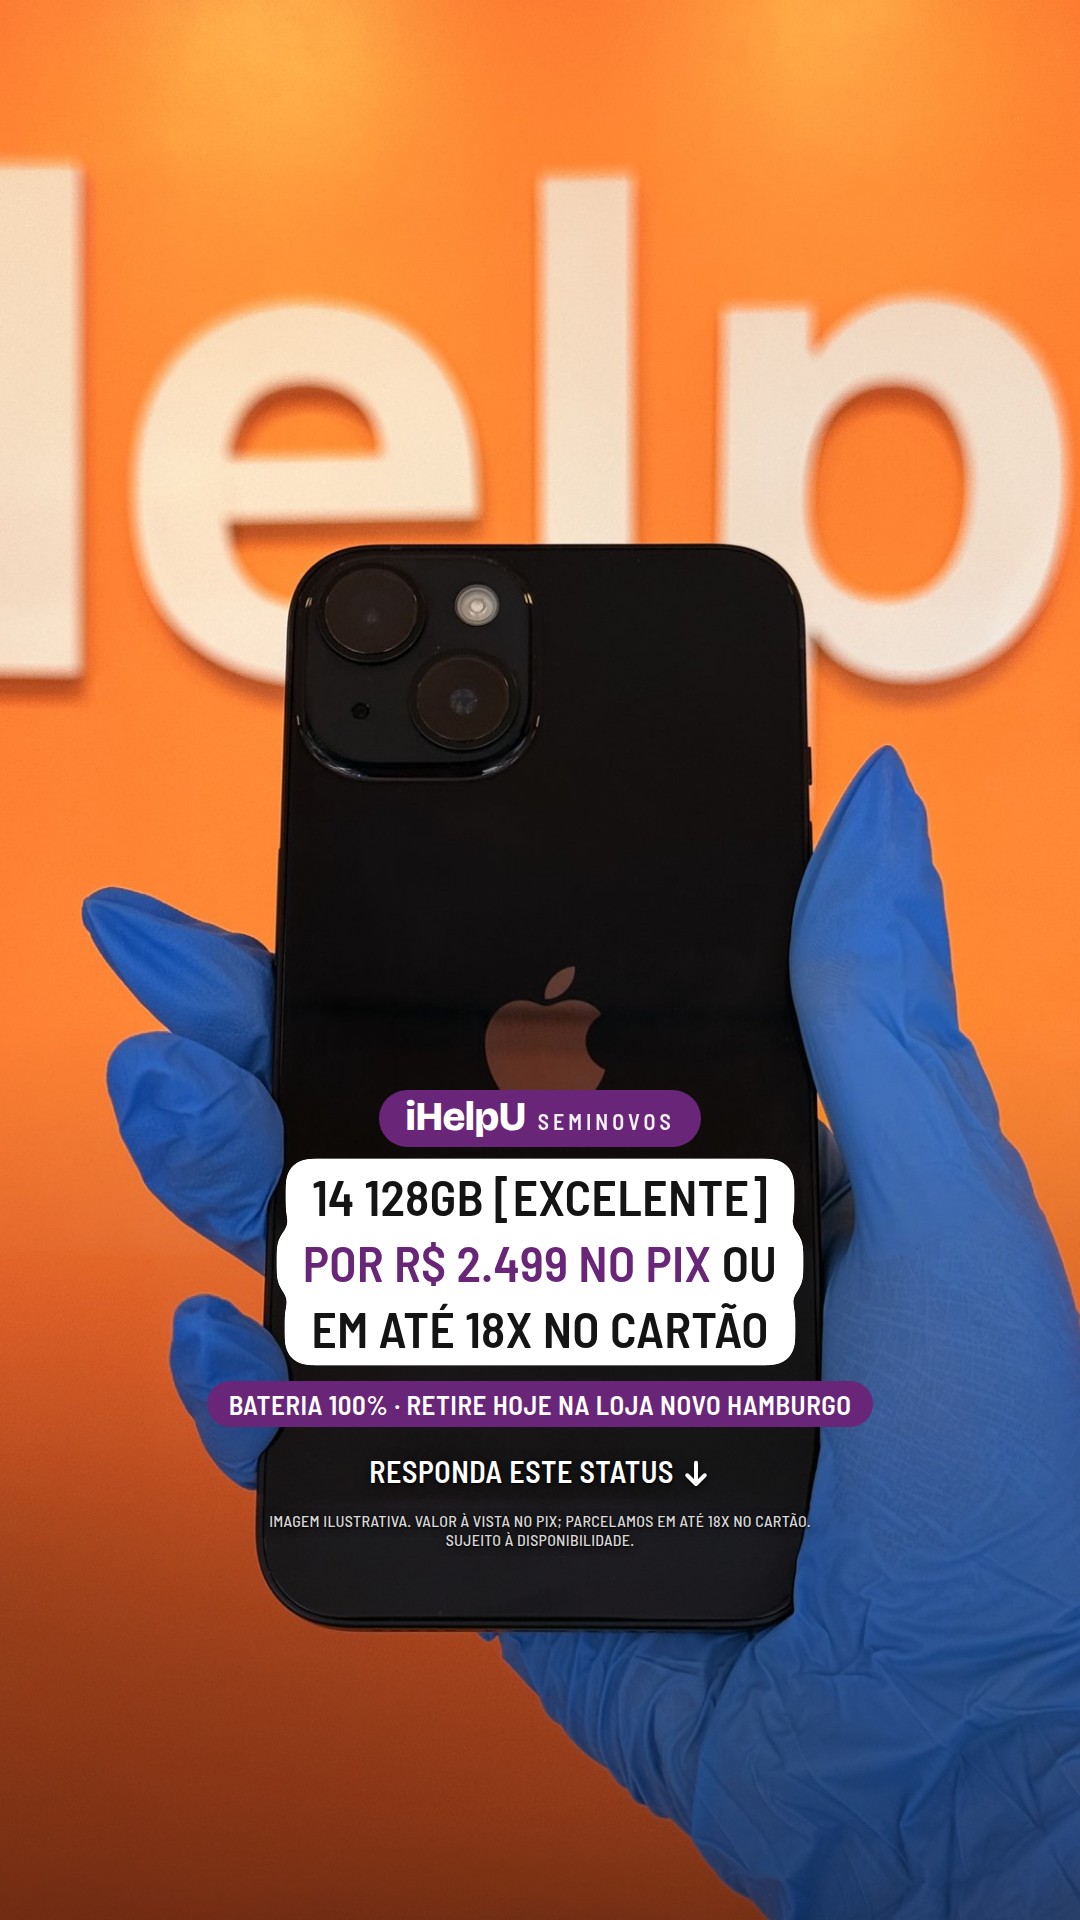 Help
iHelpU SEMINOVOS
14 128GB [EXCELENTE]
POR R$ 2.499 NO PIX OU
EM ATÉ 18X NO CARTÃO
BATERIA 100% · RETIRE HOJE NA LOJA NOVO HAMBURGO
RESPONDA ESTE STATUS ↓
IMAGEM ILUSTRATIVA. VALOR À VISTA NO PIX; PARCELAMOS EM ATÉ 18X NO CARTÃO.
SUJEITO À DISPONIBILIDADE.